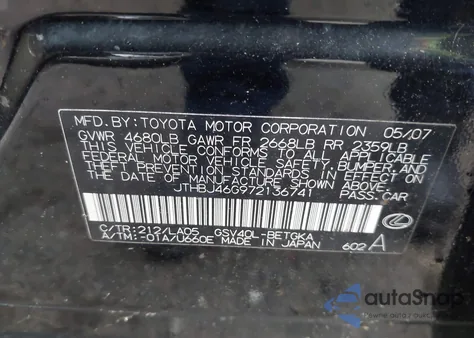 MFD. BY: TOYOTA MOTOR CORPORATION 05/07
GVWR 4680LB GAWR FR 2668LB RR 2359LB
THIS VEHICLE CONFORMS TO ALL APPLICABLE
FEDERAL MOTOR VEHICLE SAFETY, BUMPER, AND
THEFT PREVENTION STANDARDS IN EFFECT ON
THE DATE OF MANUFACTURE SHOWN ABOVE.
JTHBJ46G972136741 PASS. CAR
C/TR: 212/LA05 GSV40L-BETGKA
A/TM: -01A/U660E MADE IN JAPAN 602 A
autoSnap